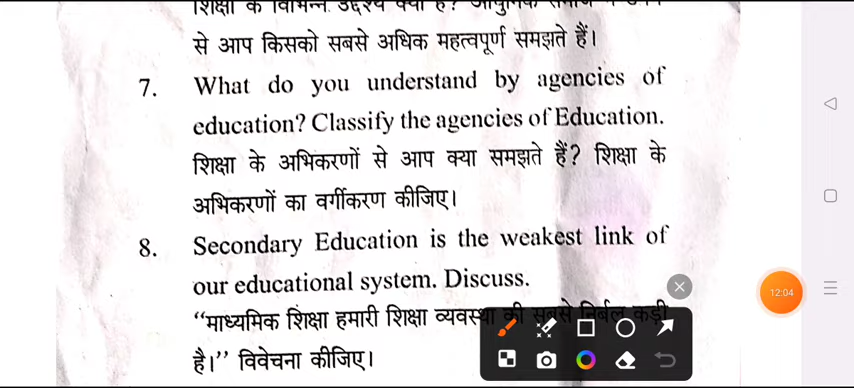 से आप किसको सबसे अधिक महत्वपूर्ण समझते हैं।
7. What do you understand by agencies of
education? Classify the agencies of Education.
शिक्षा के अभिकरणों से आप क्या समझते हैं? शिक्षा के
अभिकरणों का वर्गीकरण कीजिए।
8. Secondary Education is the weakest link of
our educational system. Discuss.
12:04
“माध्यमिक शिक्षा हमारी शिक्षा व्यवस्था की सबसे निर्बल कड़ी
है।” विवेचना कीजिए।